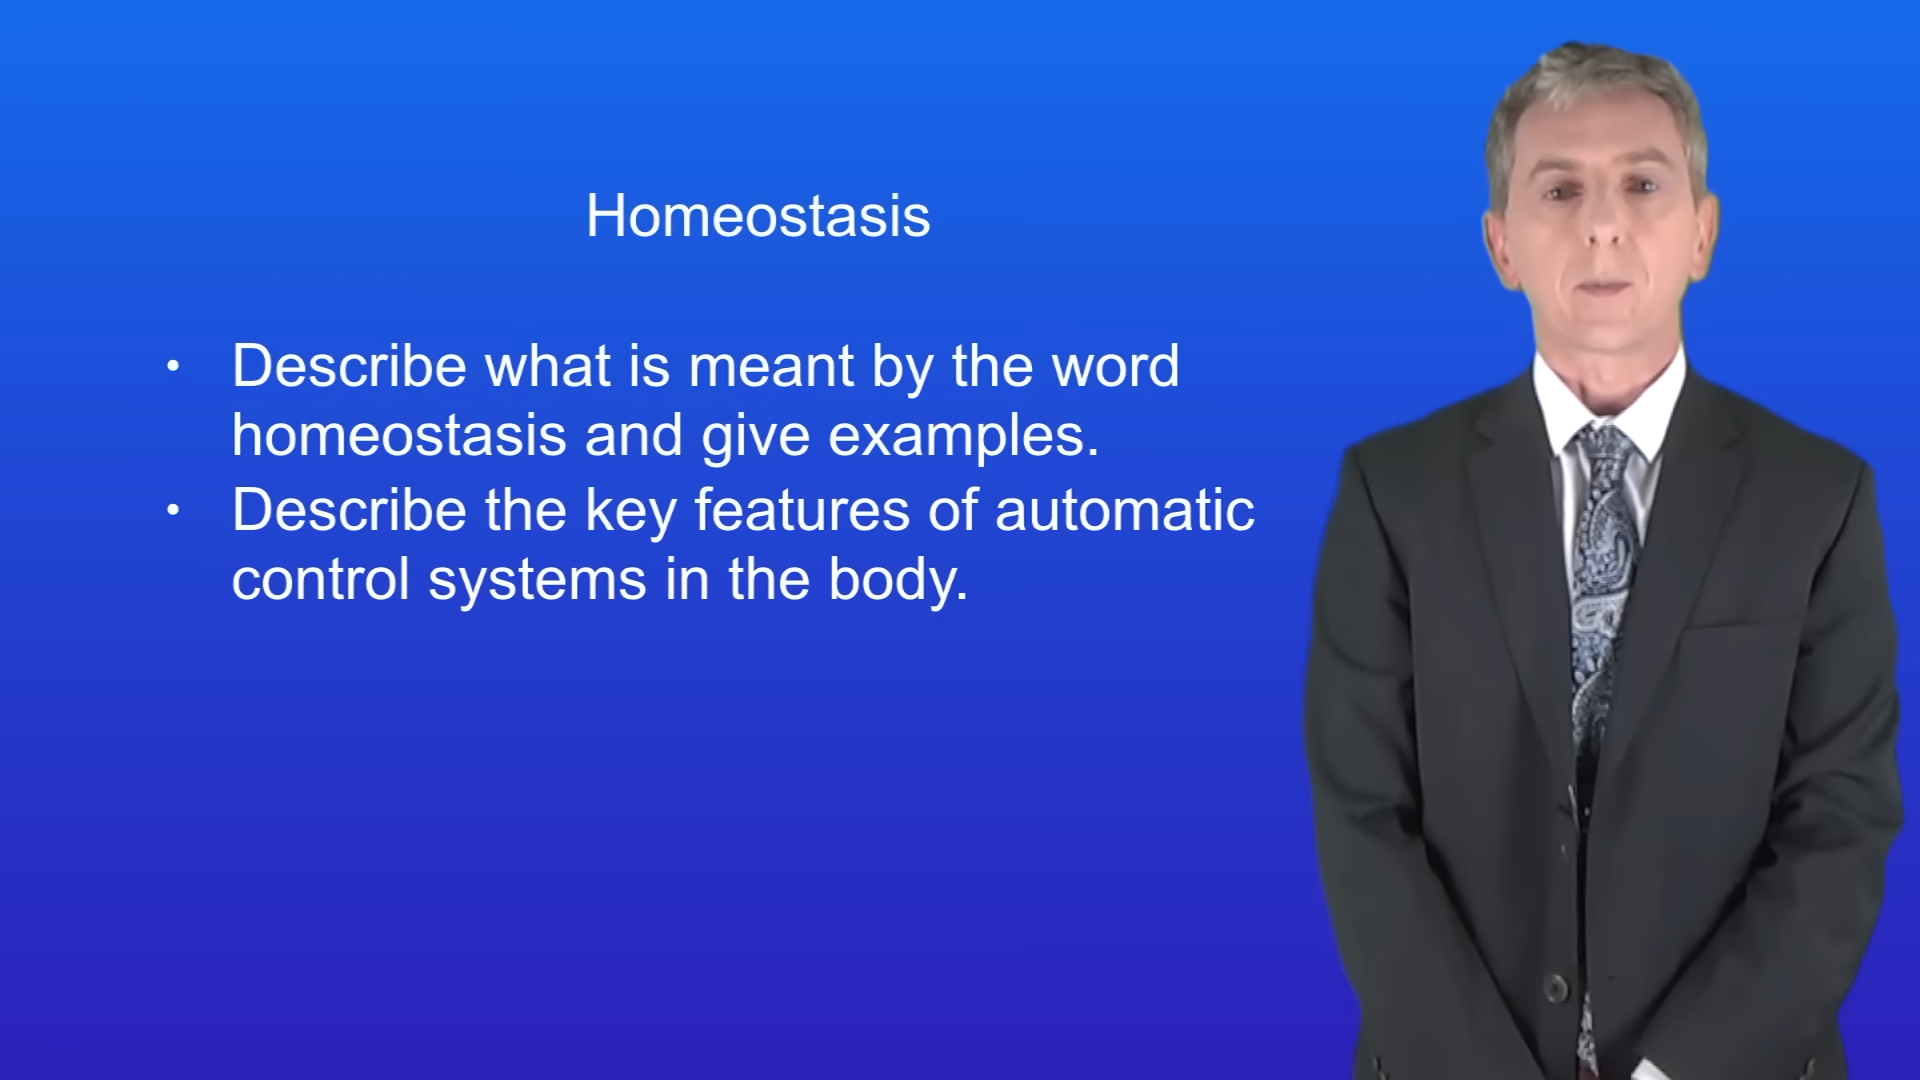 Homeostasis
• Describe what is meant by the word
homeostasis and give examples.
• Describe the key features of automatic
control systems in the body.